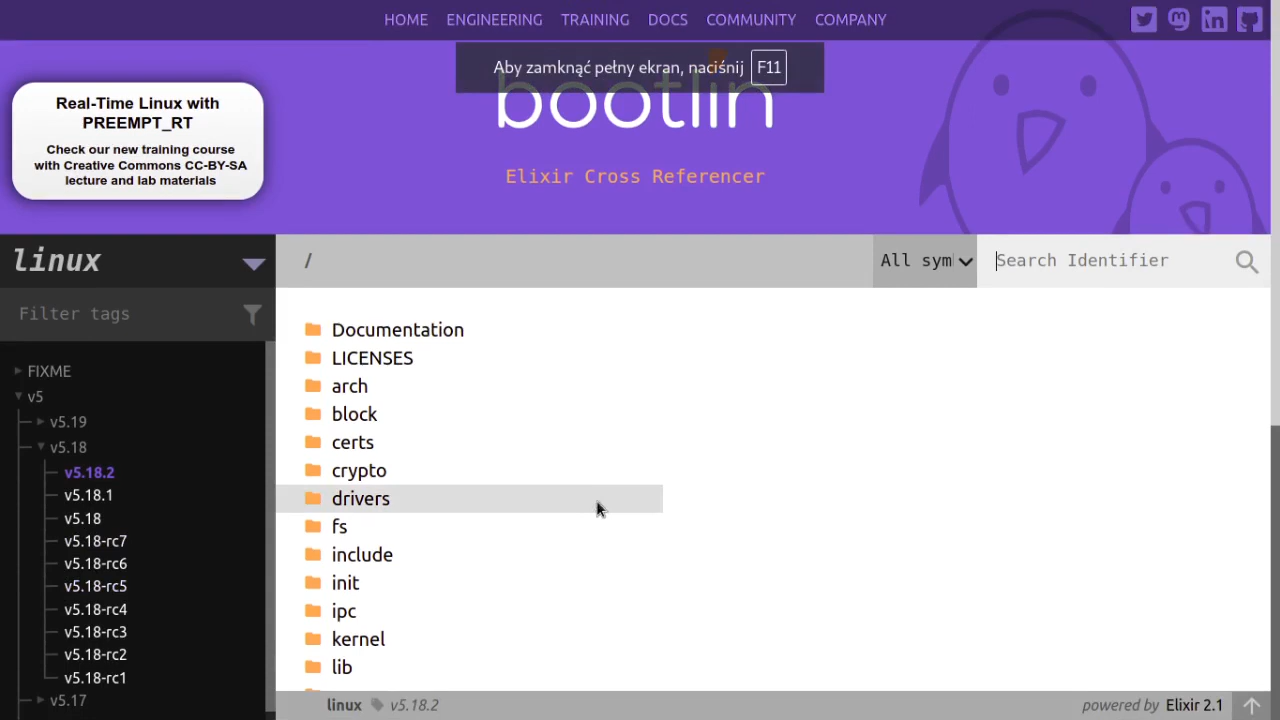 HOME ENGINEERING TRAINING DOCS COMMUNITY COMPANY
Aby zamknąć pełny ekran, naciśnij F11
bootlin
Elixir Cross Referencer
Real-Time Linux with
PREEMPT_RT
Check our new training course
with Creative Commons CC-BY-SA
lecture and lab materials
linux
/
All sym
Search Identifier
Filter tags
FIXME
v5
v5.19
v5.18
v5.18.2
v5.18.1
v5.18
v5.18-rc7
v5.18-rc6
v5.18-rc5
v5.18-rc4
v5.18-rc3
v5.18-rc2
v5.18-rc1
v5.17
Documentation
LICENSES
arch
block
certs
crypto
drivers
fs
include
init
ipc
kernel
lib
linux v5.18.2
powered by Elixir 2.1